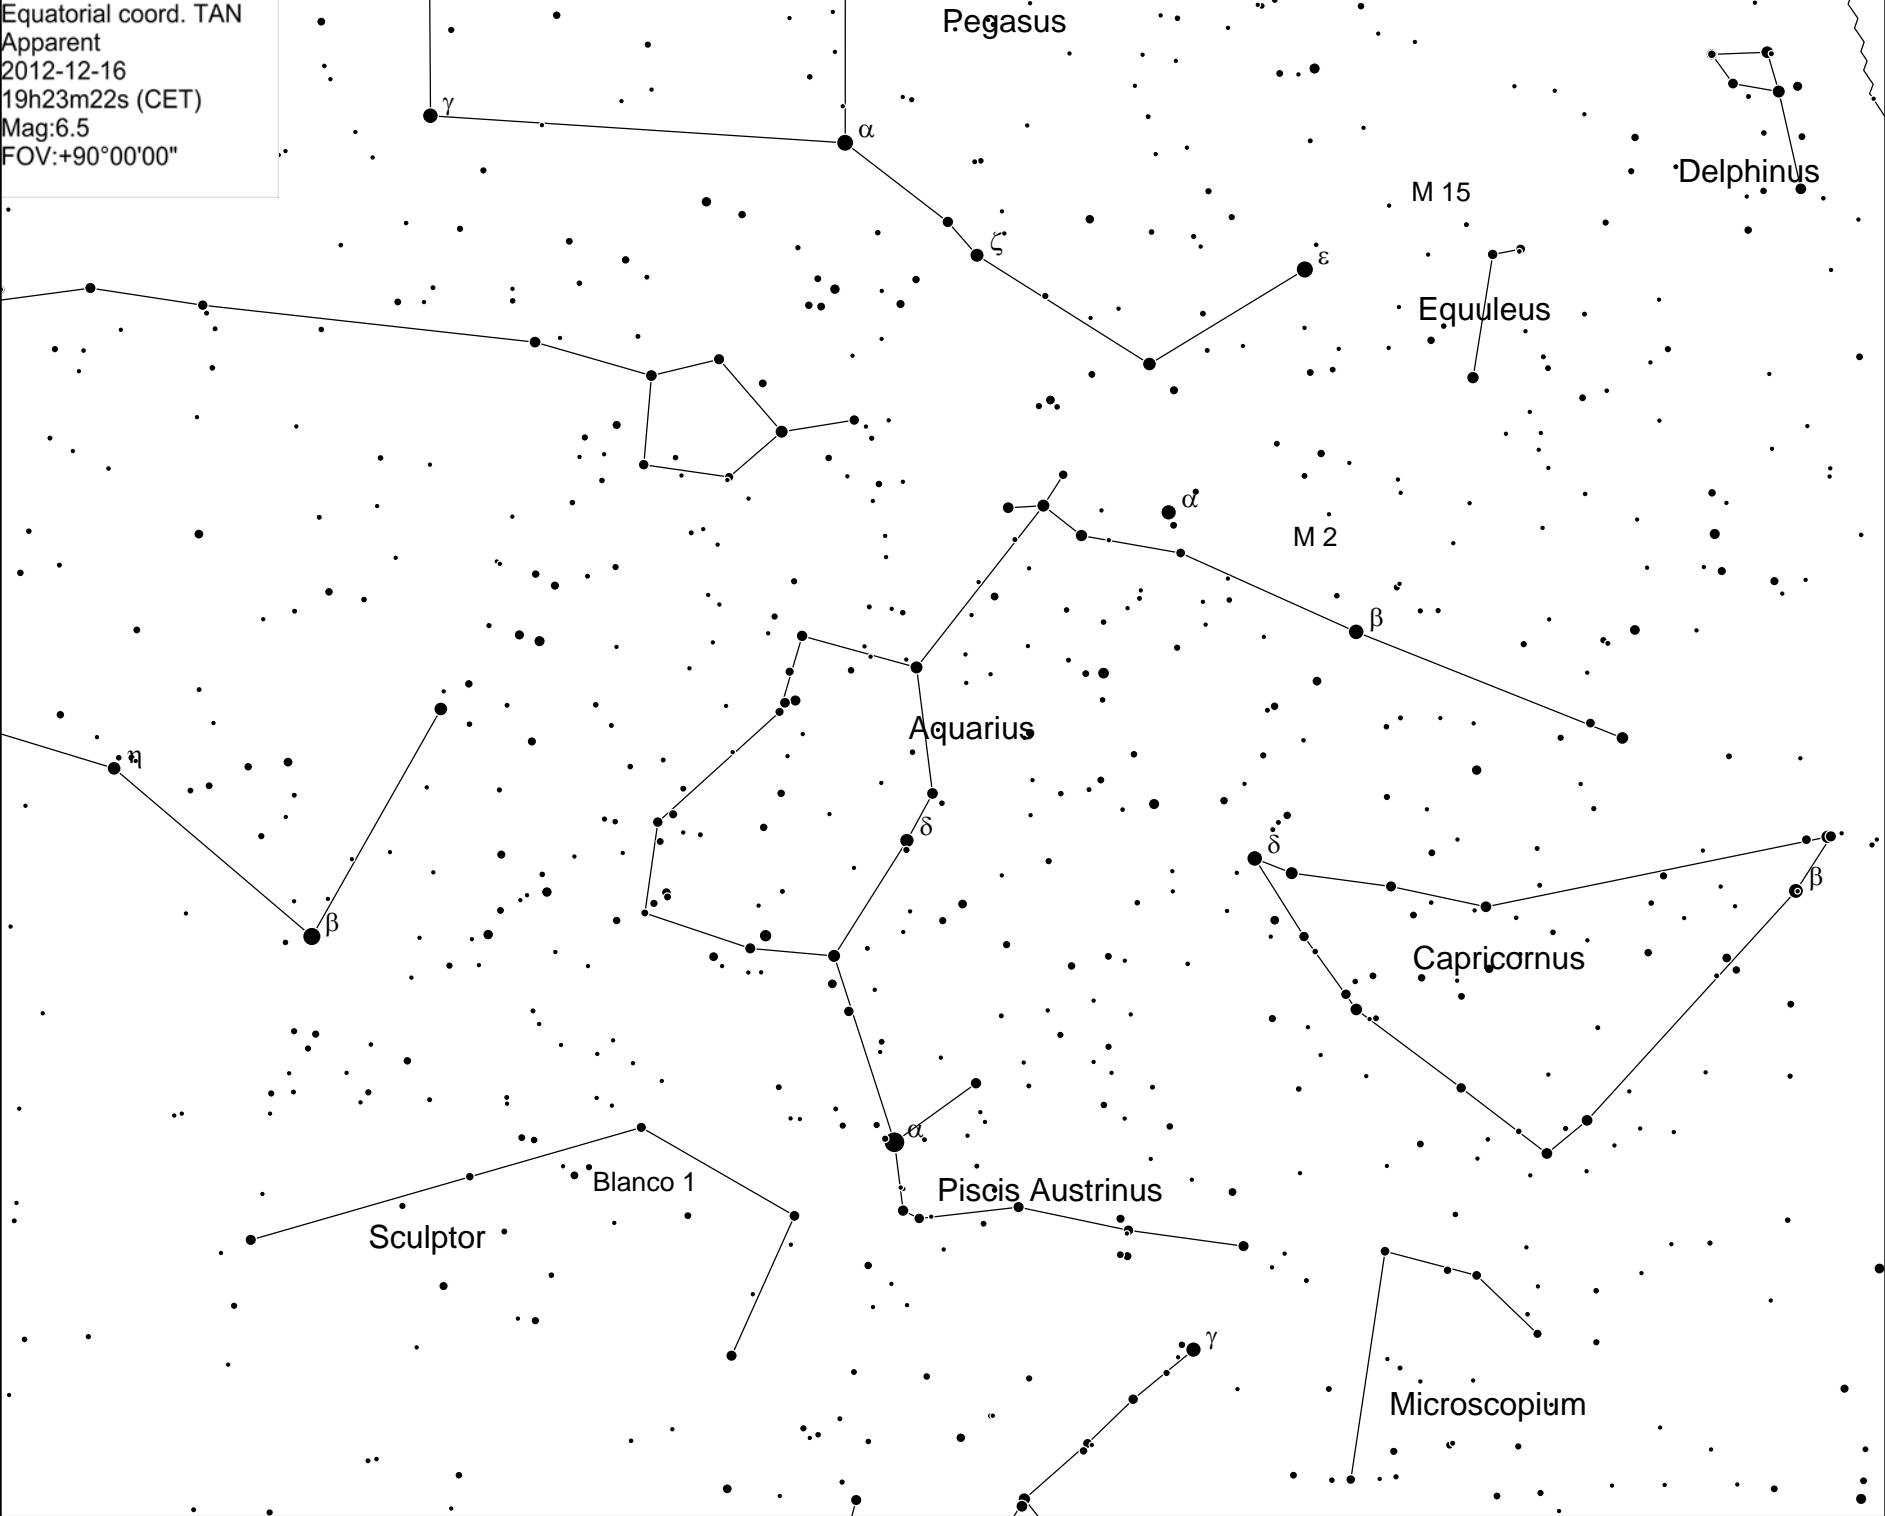 Equatorial coord. TAN
Apparent
2012-12-16
19h23m22s (CET)
Mag:6.5
FOV:+90°00'00"
Pegasus
γ
α
Delphinus
M 15
ζ
ε
Equuleus
α
M 2
β
Aquarius
η
δ
δ
β
β
Capricornus
α
Blanco 1
Piscis Austrinus
Sculptor
γ
Microscopium